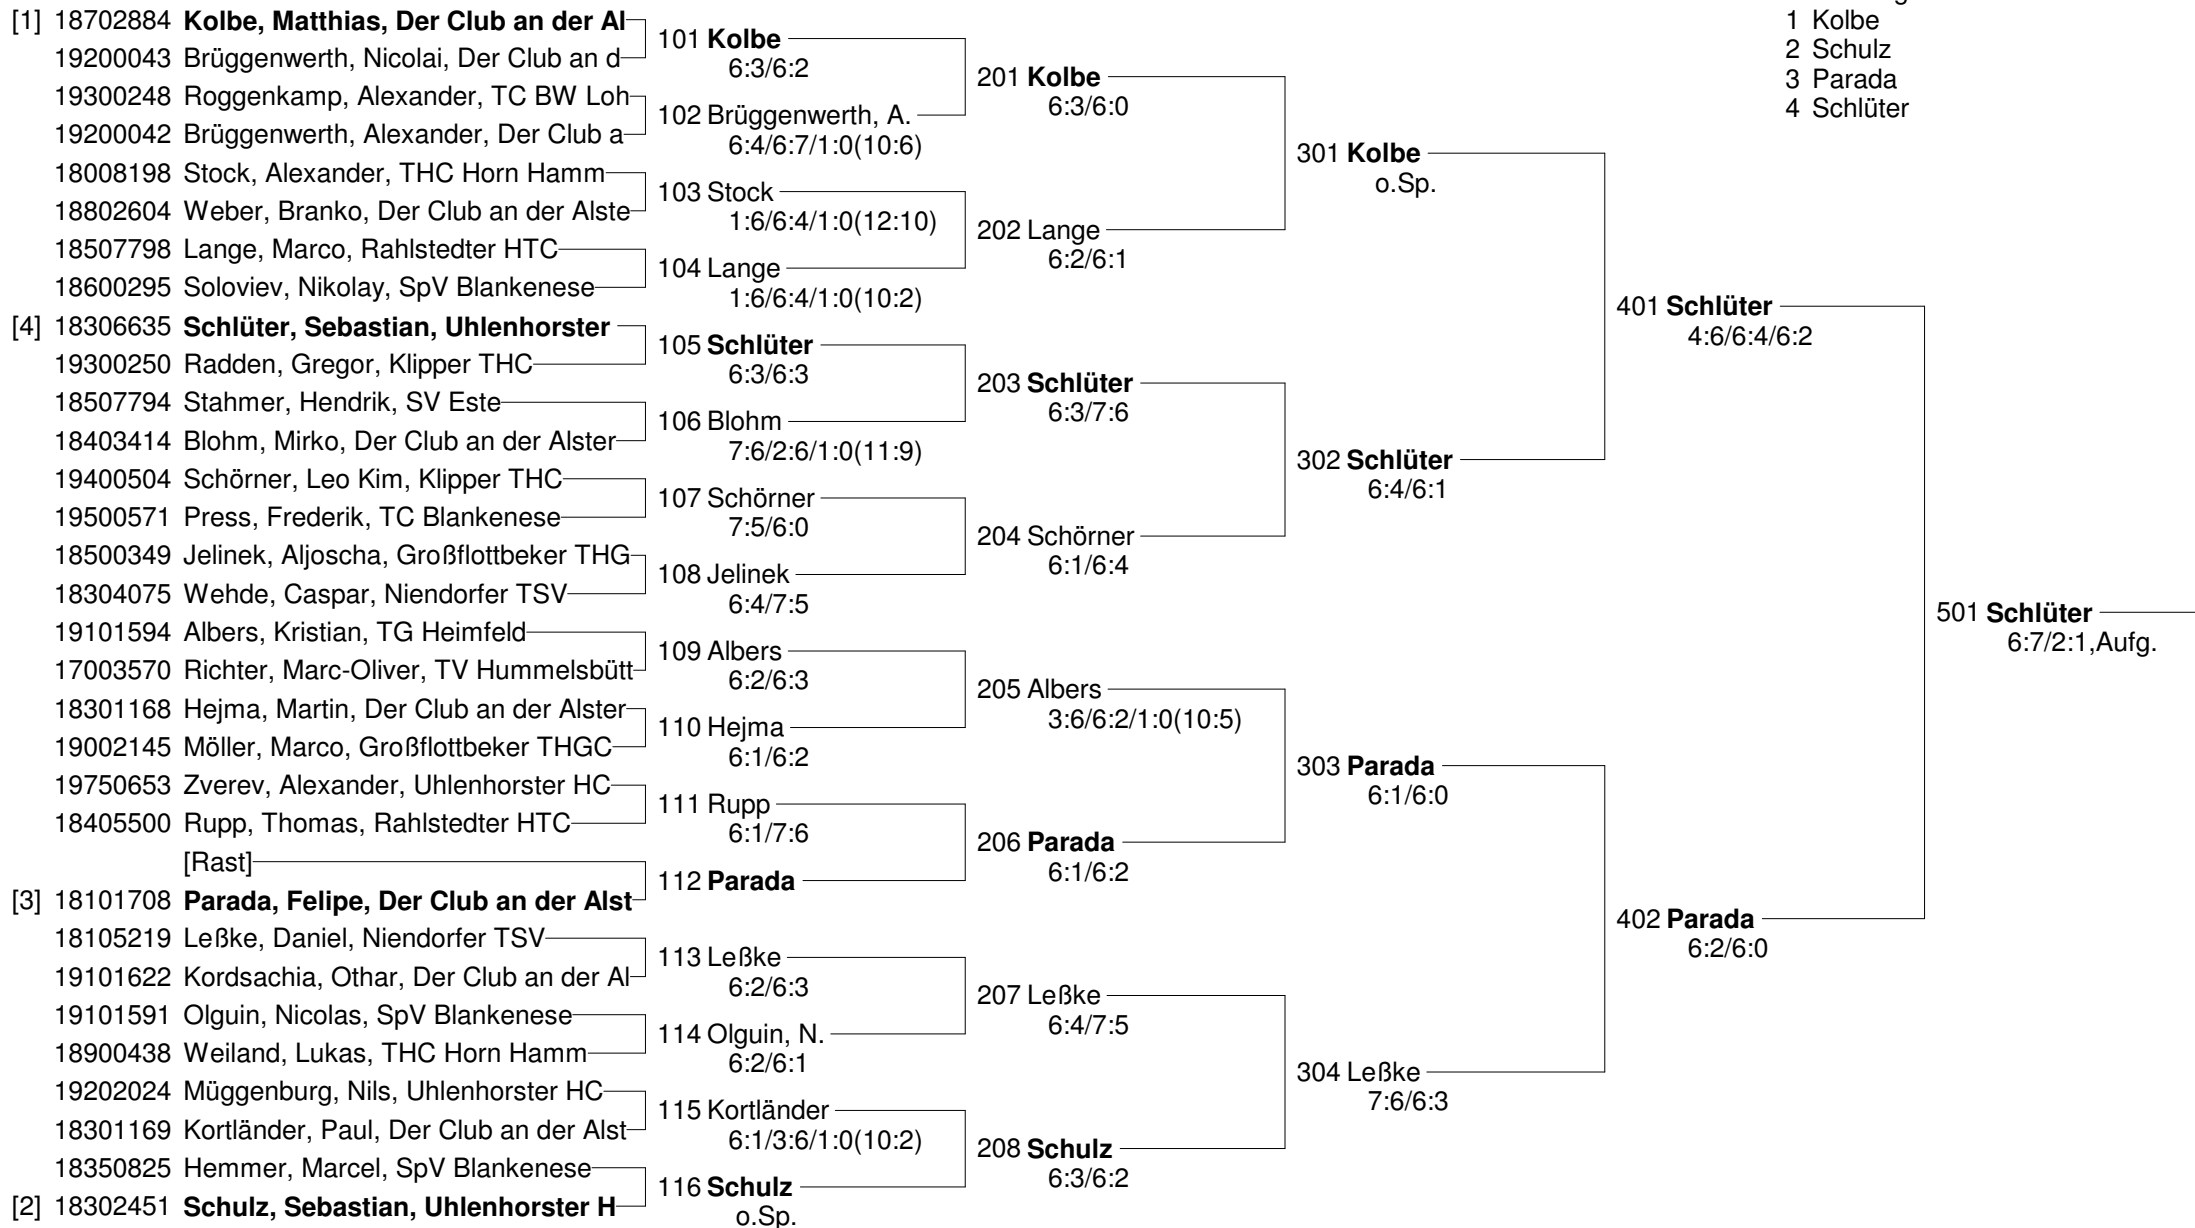 [1] 18702884 Kolbe, Matthias, Der Club an der Al
19200043 Brüggenwerth, Nicolai, Der Club an d
19300248 Roggenkamp, Alexander, TC BW Loh
19200042 Brüggenwerth, Alexander, Der Club a
18008198 Stock, Alexander, THC Horn Hamm
18802604 Weber, Branko, Der Club an der Alste
18507798 Lange, Marco, Rahlstedter HTC
18600295 Soloviev, Nikolay, SpV Blankenese
[4] 18306635 Schlüter, Sebastian, Uhlenhorster
19300250 Radden, Gregor, Klipper THC
18507794 Stahmer, Hendrik, SV Este
18403414 Blohm, Mirko, Der Club an der Alster
19400504 Schörner, Leo Kim, Klipper THC
19500571 Press, Frederik, TC Blankenese
18500349 Jelinek, Aljoscha, Großflottbeker THG
18304075 Wehde, Caspar, Niendorfer TSV
19101594 Albers, Kristian, TG Heimfeld
17003570 Richter, Marc-Oliver, TV Hummelsbütt
18301168 Hejma, Martin, Der Club an der Alster
19002145 Möller, Marco, Großflottbeker THGC
19750653 Zverev, Alexander, Uhlenhorster HC
18405500 Rupp, Thomas, Rahlstedter HTC
[Rast]
[3] 18101708 Parada, Felipe, Der Club an der Alst
18105219 Leßke, Daniel, Niendorfer TSV
19101622 Kordsachia, Othar, Der Club an der Al
19101591 Olguin, Nicolas, SpV Blankenese
18900438 Weiland, Lukas, THC Horn Hamm
19202024 Müggenburg, Nils, Uhlenhorster HC
18301169 Kortländer, Paul, Der Club an der Alst
18350825 Hemmer, Marcel, SpV Blankenese
[2] 18302451 Schulz, Sebastian, Uhlenhorster H
101 Kolbe
6:3/6:2
102 Brüggenwerth, A.
6:4/6:7/1:0(10:6)
103 Stock
1:6/6:4/1:0(12:10)
104 Lange
1:6/6:4/1:0(10:2)
105 Schlüter
6:3/6:3
106 Blohm
7:6/2:6/1:0(11:9)
107 Schörner
7:5/6:0
108 Jelinek
6:4/7:5
109 Albers
6:2/6:3
110 Hejma
6:1/6:2
111 Rupp
6:1/7:6
112 Parada
113 Leßke
6:2/6:3
114 Olguin, N.
6:2/6:1
115 Kortländer
6:1/3:6/1:0(10:2)
116 Schulz
o.Sp.
201 Kolbe
6:3/6:0
202 Lange
6:2/6:1
203 Schlüter
6:3/7:6
204 Schörner
6:1/6:4
205 Albers
3:6/6:2/1:0(10:5)
206 Parada
6:1/6:2
207 Leßke
6:4/7:5
208 Schulz
6:3/6:2
301 Kolbe
o.Sp.
302 Schlüter
6:4/6:1
303 Parada
6:1/6:0
304 Leßke
7:6/6:3
401 Schlüter
4:6/6:4/6:2
402 Parada
6:2/6:0
501 Schlüter
6:7/2:1,Aufg.
1 Kolbe
2 Schulz
3 Parada
4 Schlüter